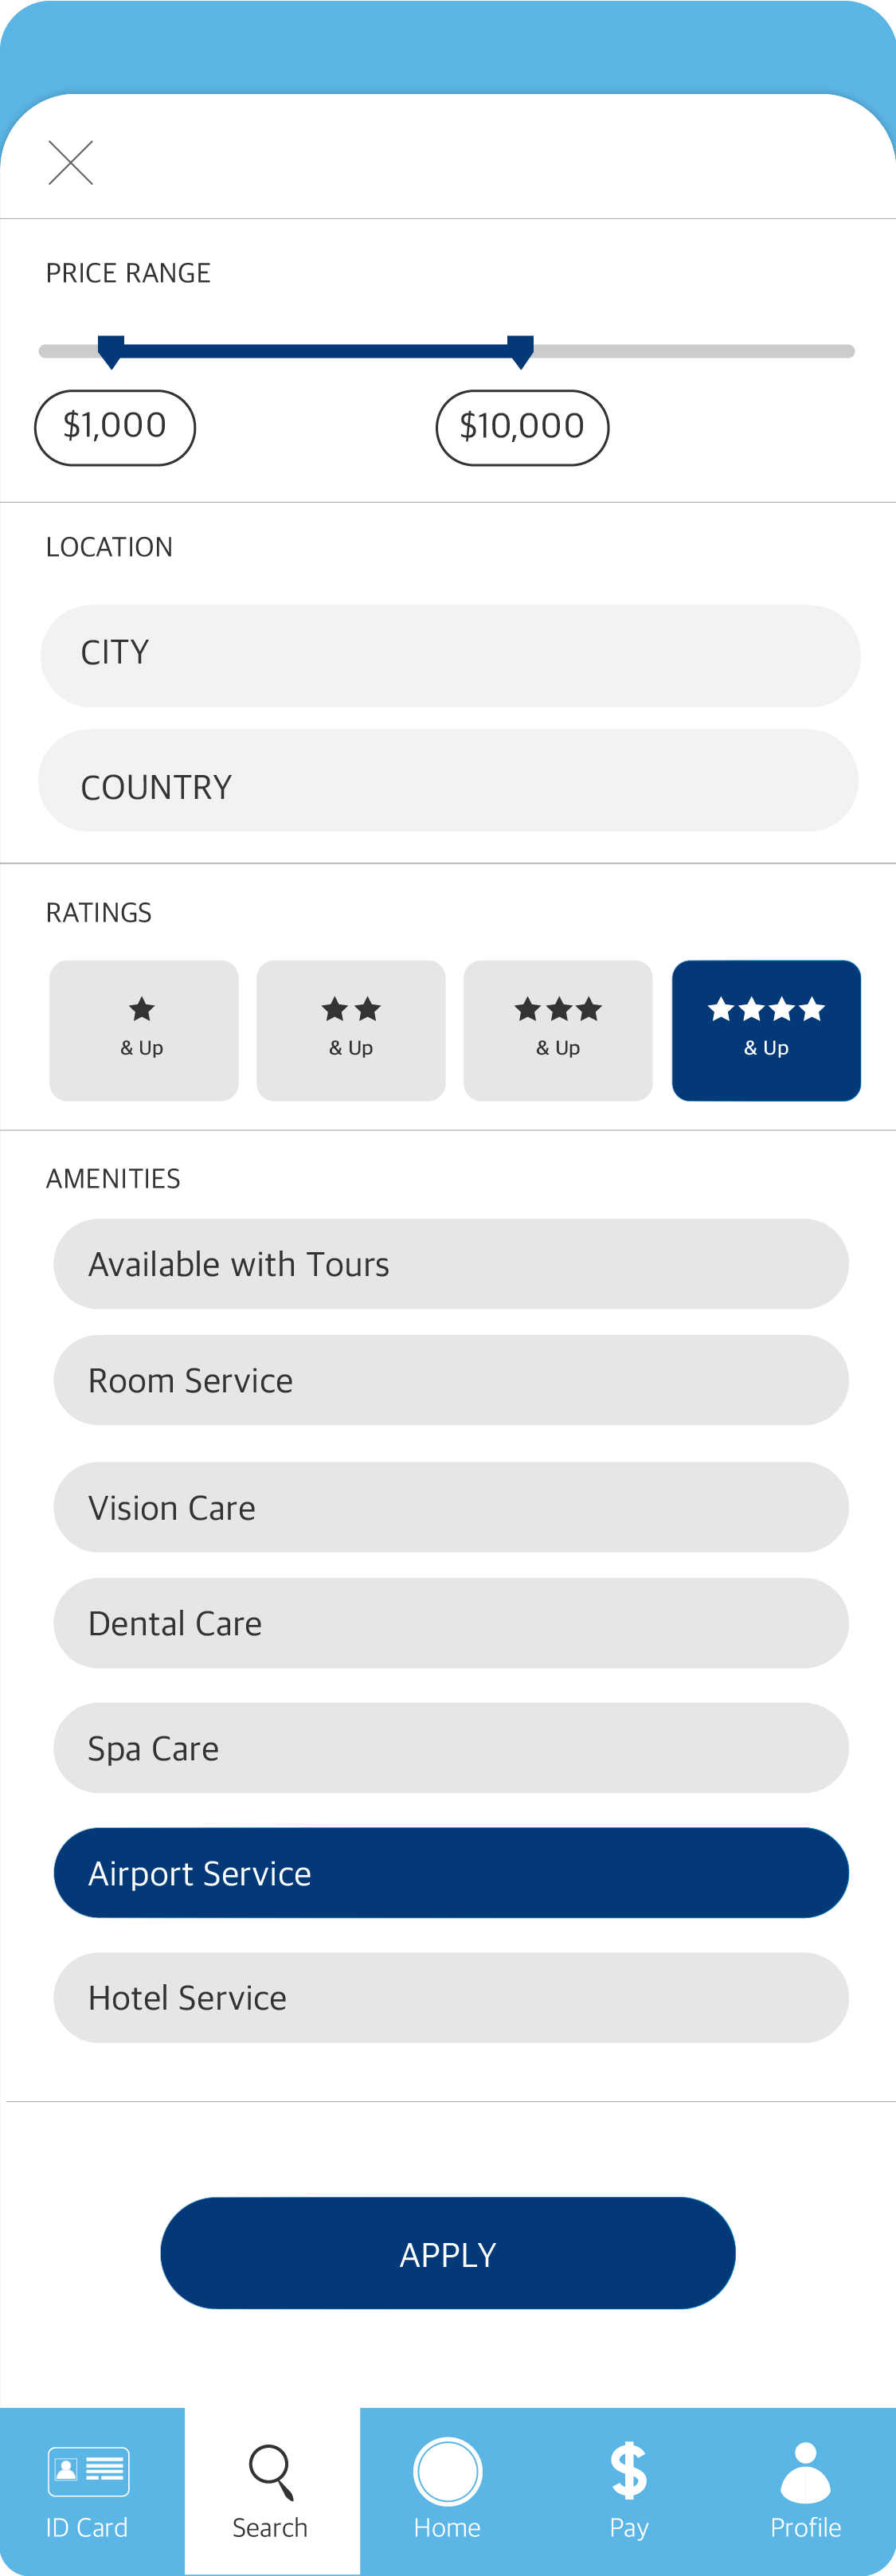 PRICE RANGE
$1,000 $10,000
LOCATION
CITY
COUNTRY
RATINGS
& Up & Up & Up & Up
AMENITIES
Available with Tours
Room Service
Vision Care
Dental Care
Spa Care
Airport Service
Hotel Service
APPLY
ID Card Search Home Pay Profile